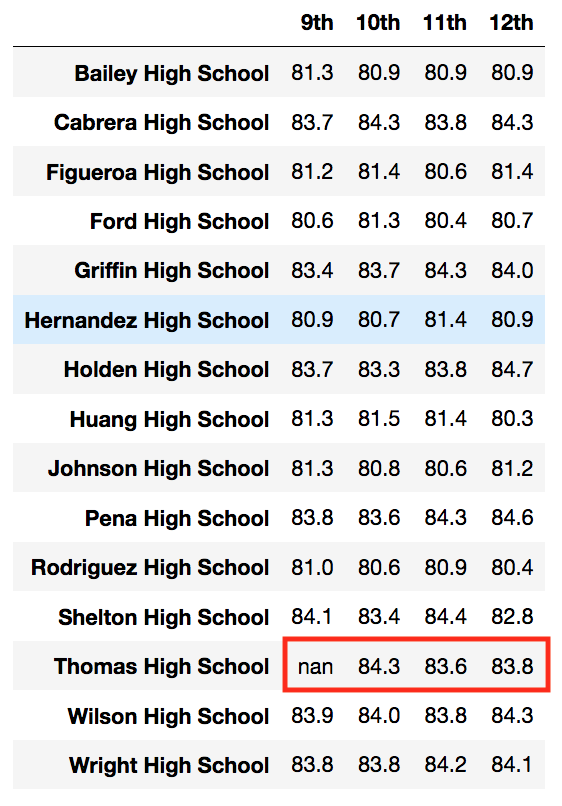 9th 10th 11th 12th
Bailey High School 81.3 80.9 80.9 80.9
Cabrera High School 83.7 84.3 83.8 84.3
Figueroa High School 81.2 81.4 80.6 81.4
Ford High School 80.6 81.3 80.4 80.7
Griffin High School 83.4 83.7 84.3 84.0
Hernandez High School 80.9 80.7 81.4 80.9
Holden High School 83.7 83.3 83.8 84.7
Huang High School 81.3 81.5 81.4 80.3
Johnson High School 81.3 80.8 80.6 81.2
Pena High School 83.8 83.6 84.3 84.6
Rodriguez High School 81.0 80.6 80.9 80.4
Shelton High School 84.1 83.4 84.4 82.8
Thomas High School nan 84.3 83.6 83.8
Wilson High School 83.9 84.0 83.8 84.3
Wright High School 83.8 83.8 84.2 84.1